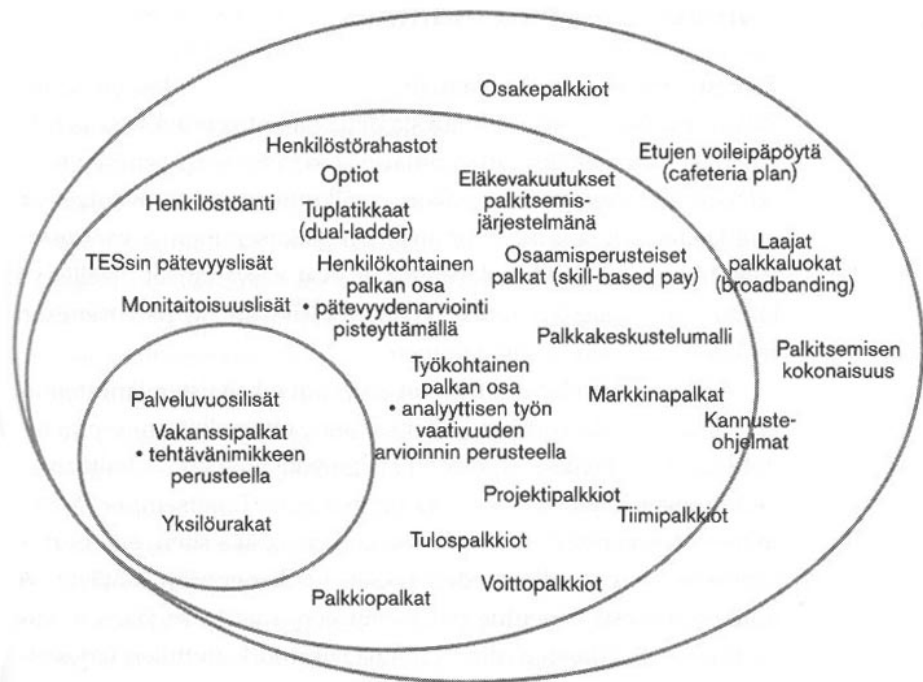 Osakepalkkiot
Henkilöstörahastot
Optiot
Etujen voileipäpöytä
(cafeteria plan)
Eläkevakuutukset
palkitsemis-
järjestelmänä
Henkilöstöanti
Tuplatikkaat
(dual-ladder)
TESsin pätevyyslisät
Henkilökohtainen
palkan osa
• pätevyydenarviointi
pisteyttämällä
Osaamisperusteiset
palkat (skill-based pay)
Laajat
palkkaluokat
(broadbanding)
Monitaitoisuuslisät
Palkkakeskustelumalli
Palkitsemisen
kokonaisuus
Työkohtainen
palkan osa
• analyyttisen työn
vaativuuden
arvioinnin perusteella
Markkinapalkat
Kannuste-
ohjelmat
Palveluvuosilisät
Vakanssipalkat
• tehtävänimikkeen
perusteella
Yksilöurakat
Projektipalkkiot
Tiimipalkkiot
Tulospalkkiot
Voittopalkkiot
Palkkiopalkat